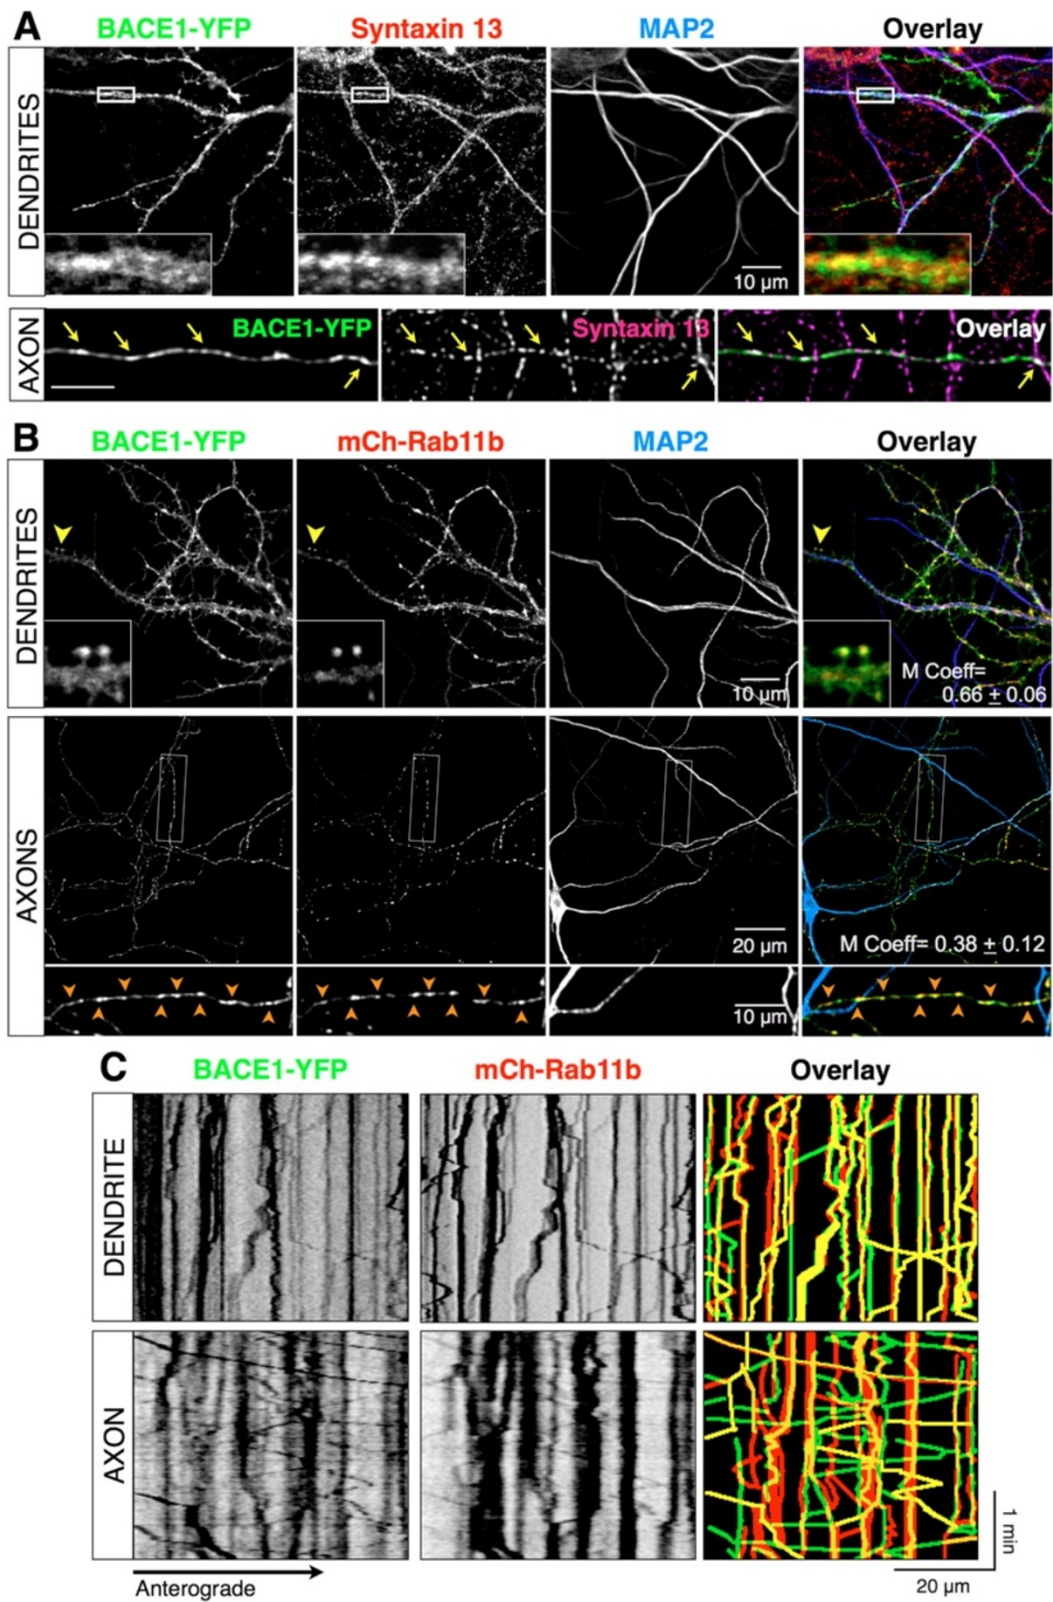 A
BACE1-YFP Syntaxin 13 MAP2 Overlay
DENDRITES
10 µm
AXON
BACE1-YFP Syntaxin 13 Overlay
B
BACE1-YFP mCh-Rab11b MAP2 Overlay
DENDRITES
10 µm
M Coeff=
0.66 ± 0.06
AXONS
20 µm
M Coeff= 0.38 ± 0.12
10 µm
C
BACE1-YFP mCh-Rab11b Overlay
DENDRITE
AXON
1 min
Anterograde
20 µm